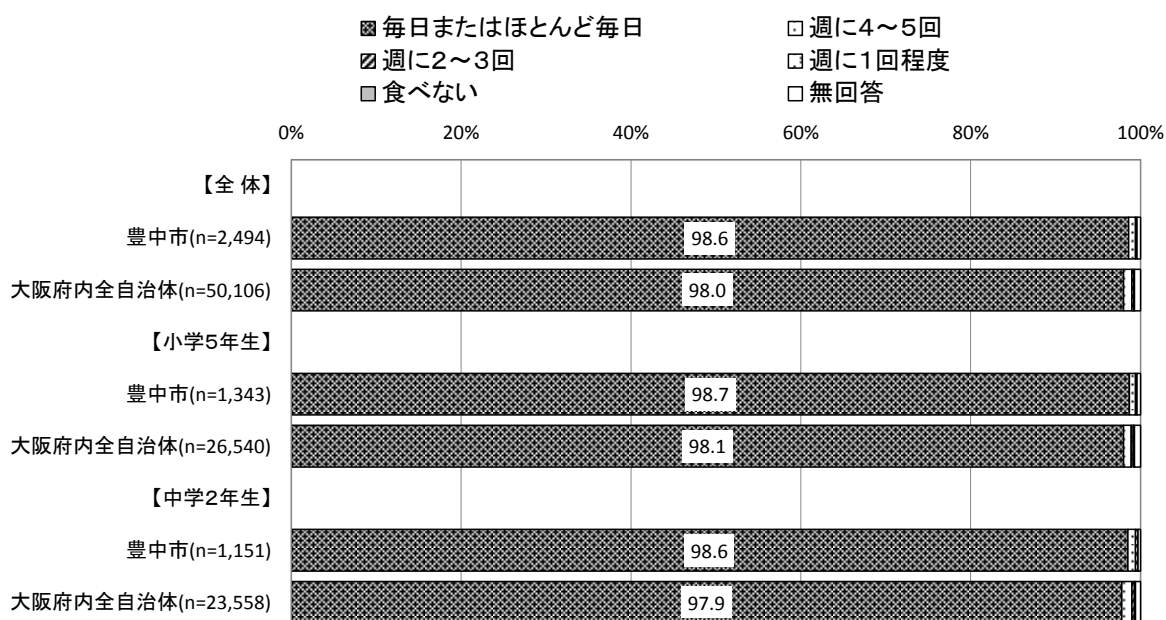 毎日またはほとんど毎日 週に4～5回
週に2～3回 週に1回程度
食べない 無回答
0% 20% 40% 60% 80% 100%
【全 体】
豊中市(n=2,494) 98.6
大阪府内全自治体(n=50,106) 98.0
【小学5年生】
豊中市(n=1,343) 98.7
大阪府内全自治体(n=26,540) 98.1
【中学2年生】
豊中市(n=1,151) 98.6
大阪府内全自治体(n=23,558) 97.9